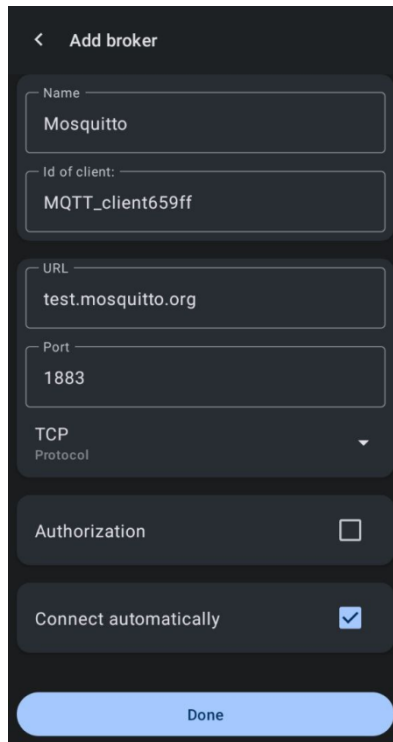 Add broker
Name
Mosquitto
Id of client:
MQTT_client659ff
URL
test.mosquitto.org
Port
1883
TCP
Protocol
Authorization
Connect automatically
Done